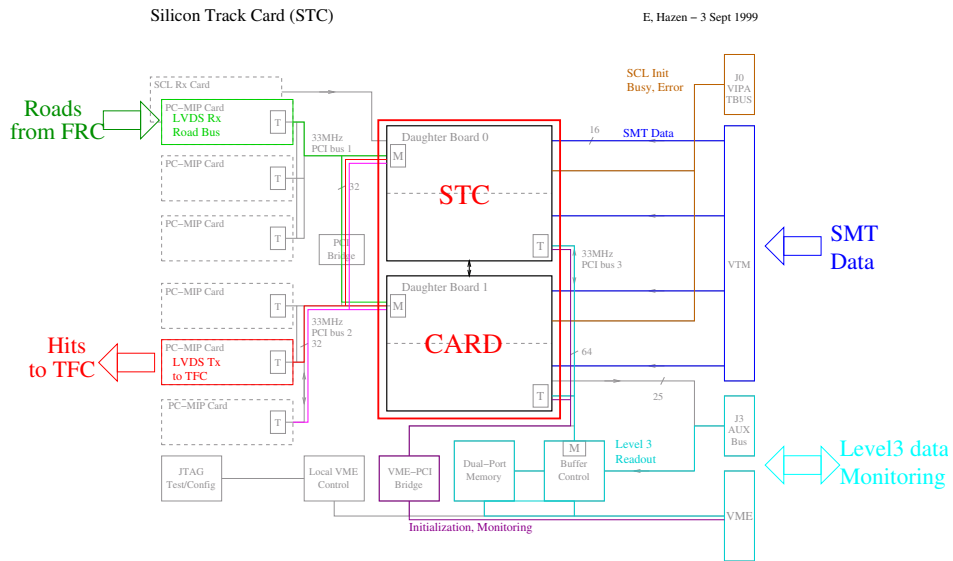 Silicon Track Card (STC)
E, Hazen − 3 Sept 1999
SCL Rx Card
SCL Init
Busy, Error
J0
VIPA
TBUS
Roads
from FRC
PC−MIP Card
LVDS Rx
Road Bus
T
33MHz
PCI bus 1
Daughter Board 0
M
16
SMT Data
PC−MIP Card
T
32
STC
PC−MIP Card
T
PCI
Bridge
T
33MHz
PCI bus 3
SMT
Data
VTM
PC−MIP Card
T
Daughter Board 1
M
33MHz
PCI bus 2
32
Hits
to TFC
PC−MIP Card
LVDS Tx
to TFC
T
CARD
64
PC−MIP Card
T
T
25
J3
AUX
Bus
JTAG
Test/Config
Local VME
Control
VME−PCI
Bridge
Dual−Port
Memory
M
Buffer
Control
Level 3
Readout
Level3 data
Monitoring
VME
Initialization, Monitoring